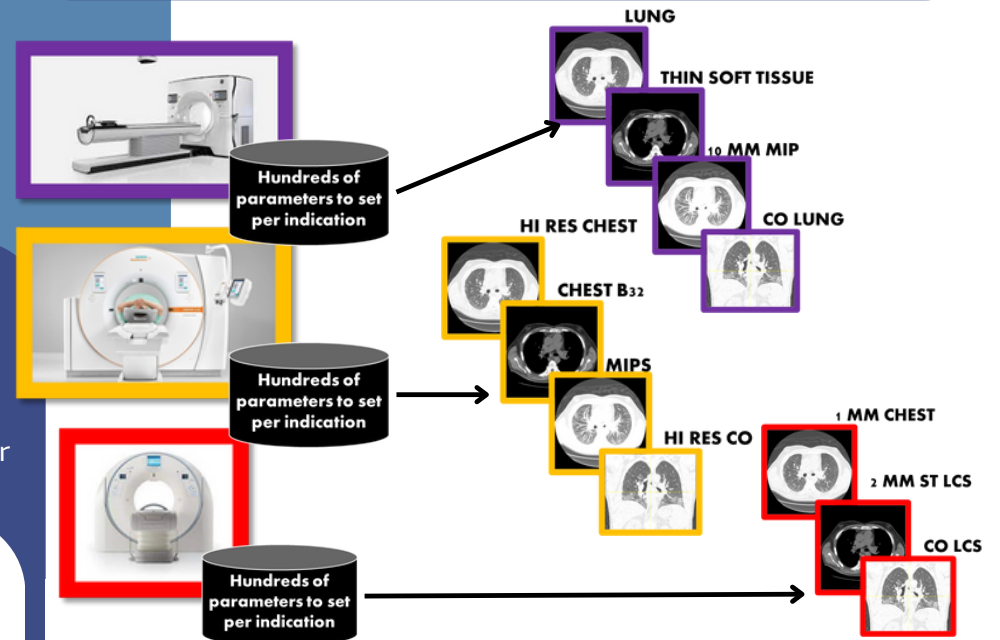 LUNG
THIN SOFT TISSUE
10 MM MIP
CO LUNG
Hundreds of
parameters to set
per indication
HI RES CHEST
CHEST B32
MIPS
HI RES CO
Hundreds of
parameters to set
per indication
1 MM CHEST
2 MM ST LCS
CO LCS
Hundreds of
parameters to set
per indication
r